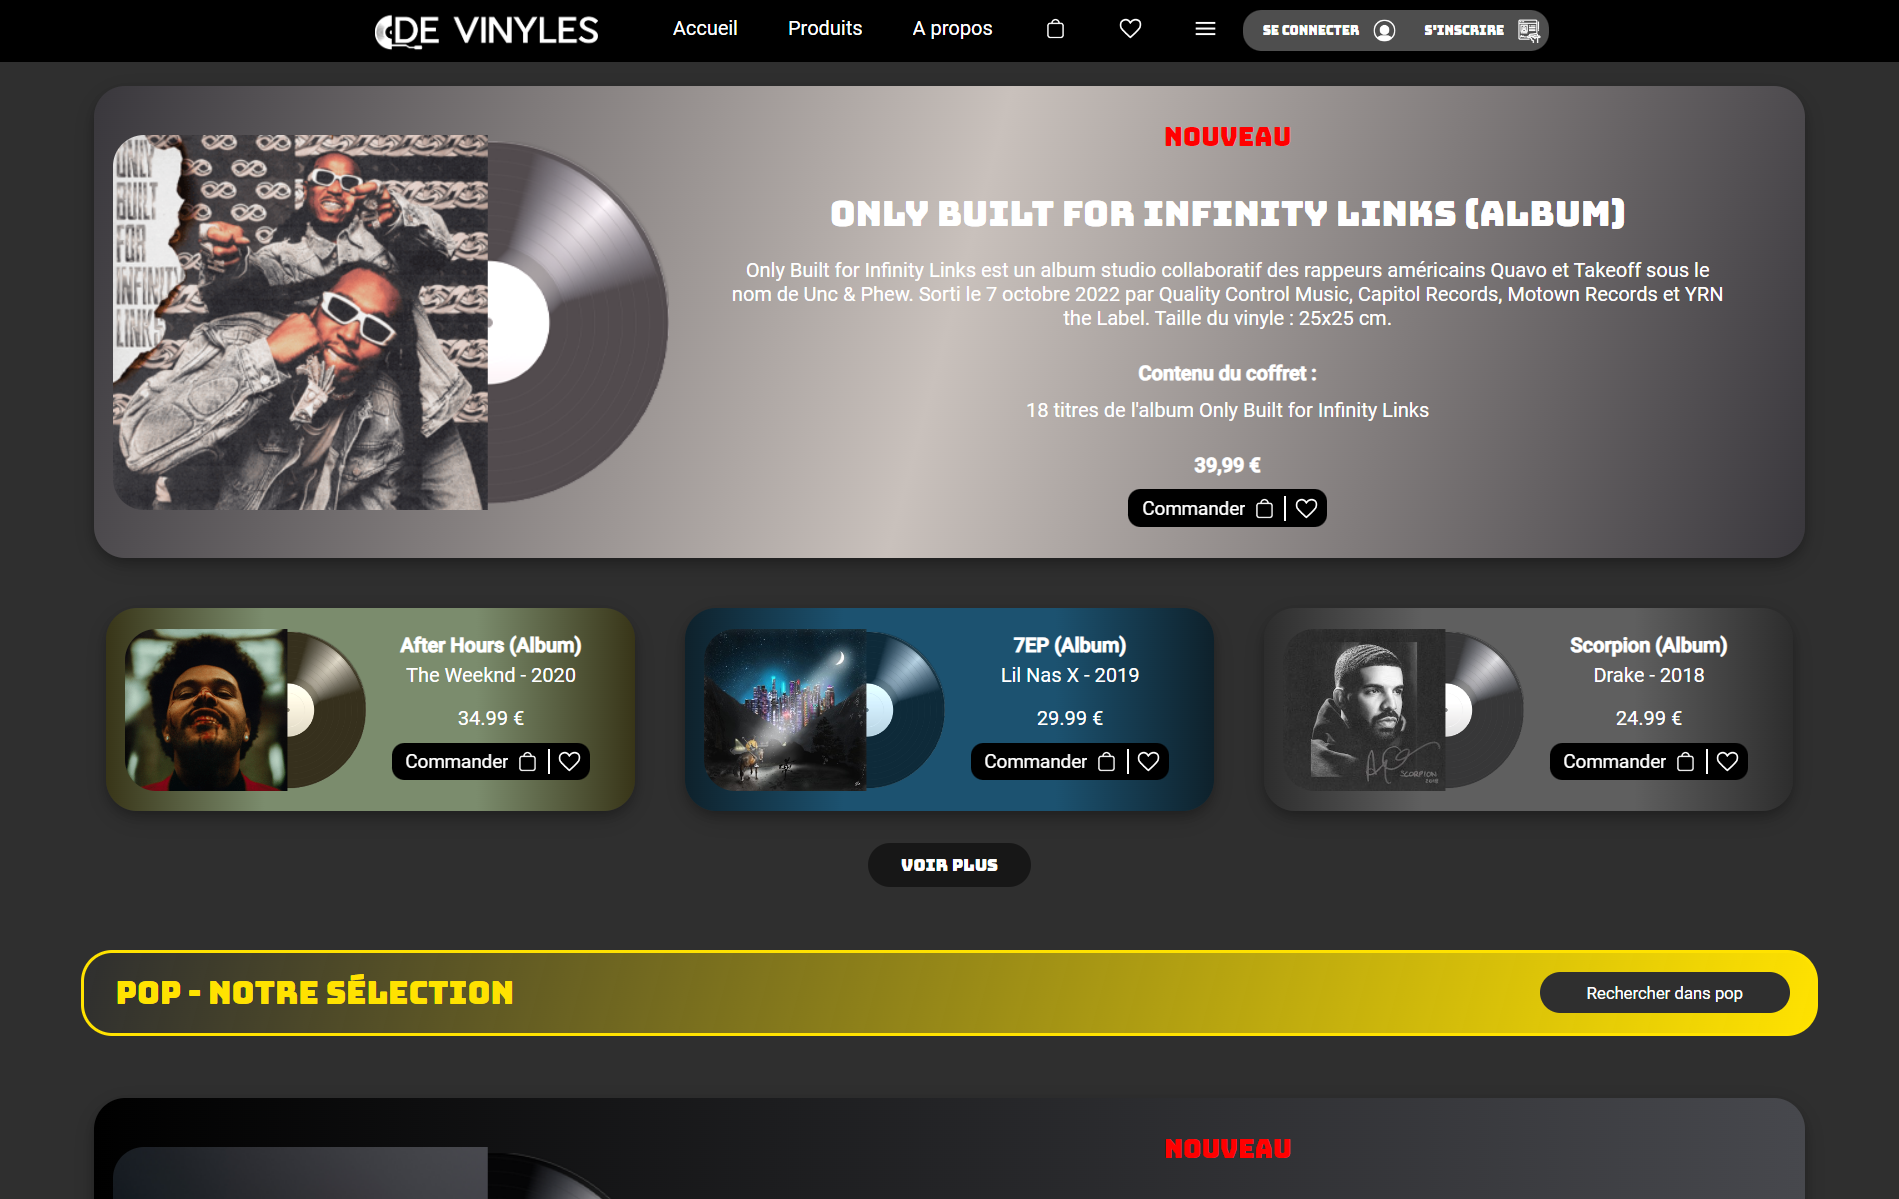 DE VINYLES
Accueil
Produits
A propos
SE CONNECTER
S'INSCRIRE
ONLY
BUILT
FOR
INFINITY
LINKS
NOUVEAU
ONLY BUILT FOR INFINITY LINKS (ALBUM)
Only Built for Infinity Links est un album studio collaboratif des rappeurs américains Quavo et Takeoff sous le
nom de Unc & Phew. Sorti le 7 octobre 2022 par Quality Control Music, Capitol Records, Motown Records et YRN
the Label. Taille du vinyle : 25x25 cm.
Contenu du coffret :
18 titres de l'album Only Built for Infinity Links
39,99 €
Commander
After Hours (Album)
The Weeknd - 2020
34.99 €
Commander
7EP (Album)
Lil Nas X - 2019
29.99 €
Commander
SCORPION
2018
Scorpion (Album)
Drake - 2018
24.99 €
Commander
VOIR PLUS
POP - NOTRE SÉLECTION
Rechercher dans pop
NOUVEAU